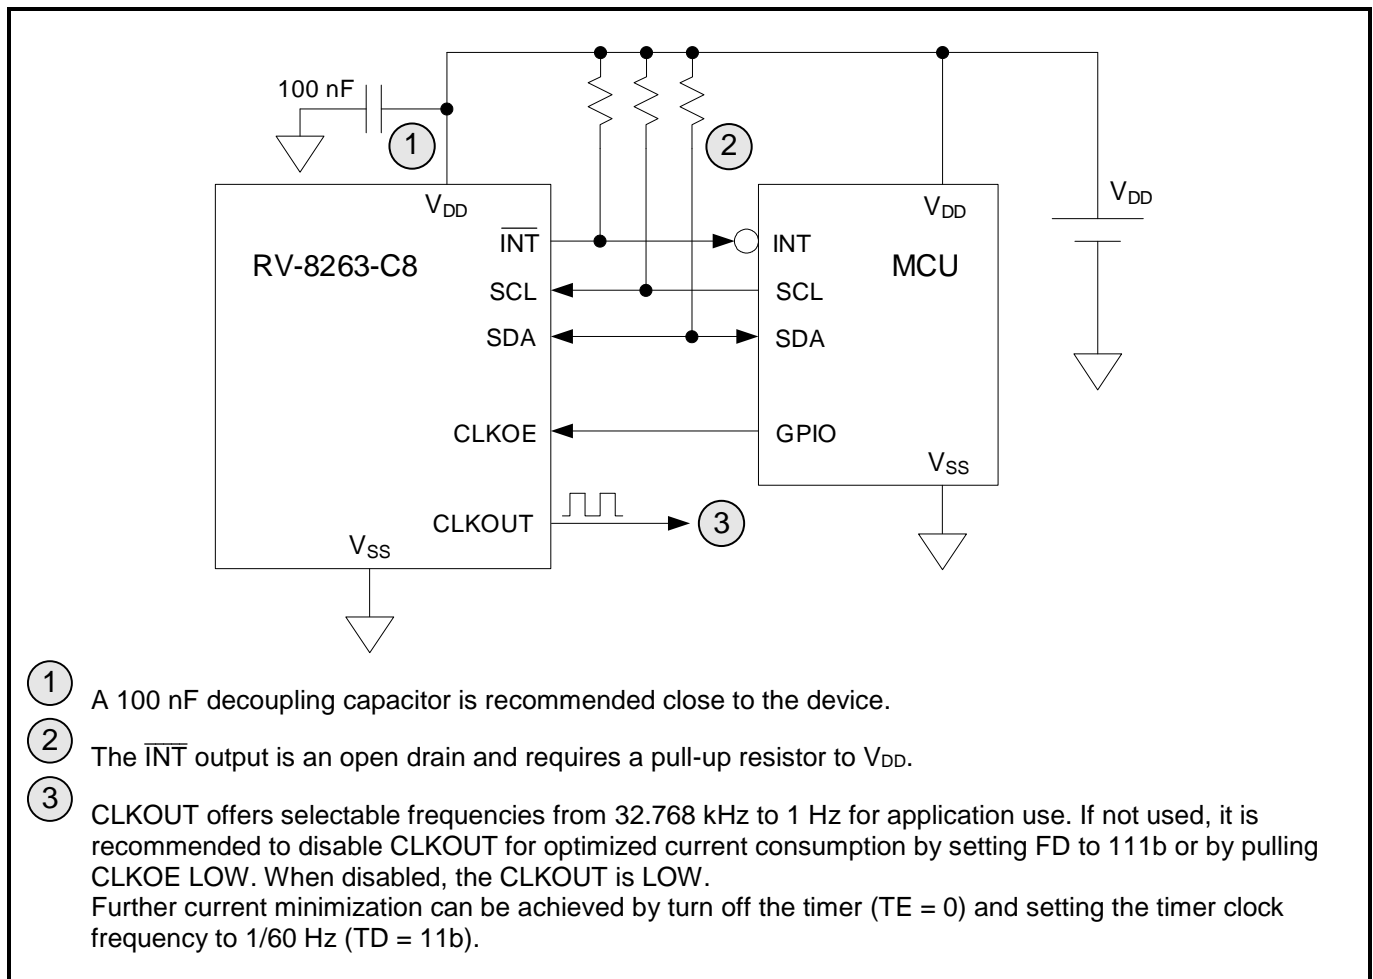 100 nF
1
2
V_DD
V_DD
V_DD
INT
INT
RV-8263-C8
MCU
SCL
SCL
SDA
SDA
CLKOE
GPIO
V_SS
CLKOUT
3
V_SS
1
A 100 nF decoupling capacitor is recommended close to the device.
2
The INT output is an open drain and requires a pull-up resistor to VDD.
3
CLKOUT offers selectable frequencies from 32.768 kHz to 1 Hz for application use. If not used, it is
recommended to disable CLKOUT for optimized current consumption by setting FD to 111b or by pulling
CLKOE LOW. When disabled, the CLKOUT is LOW.
Further current minimization can be achieved by turn off the timer (TE = 0) and setting the timer clock
frequency to 1/60 Hz (TD = 11b).